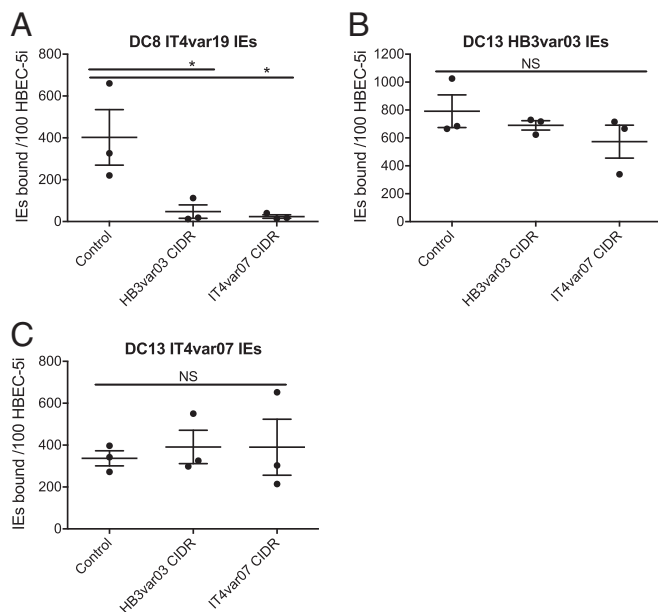 A
DC8 IT4var19 IEs
IEs bound /100 HBEC-5i
800
600
400
200
0
*
*
Control
HB3var03 CIDR
IT4var07 CIDR
B
DC13 HB3var03 IEs
IEs bound /100 HBEC-5i
1200
1000
800
600
400
200
0
NS
Control
HB3var03 CIDR
IT4var07 CIDR
C
DC13 IT4var07 IEs
IEs bound /100 HBEC-5i
800
600
400
200
0
NS
Control
HB3var03 CIDR
IT4var07 CIDR